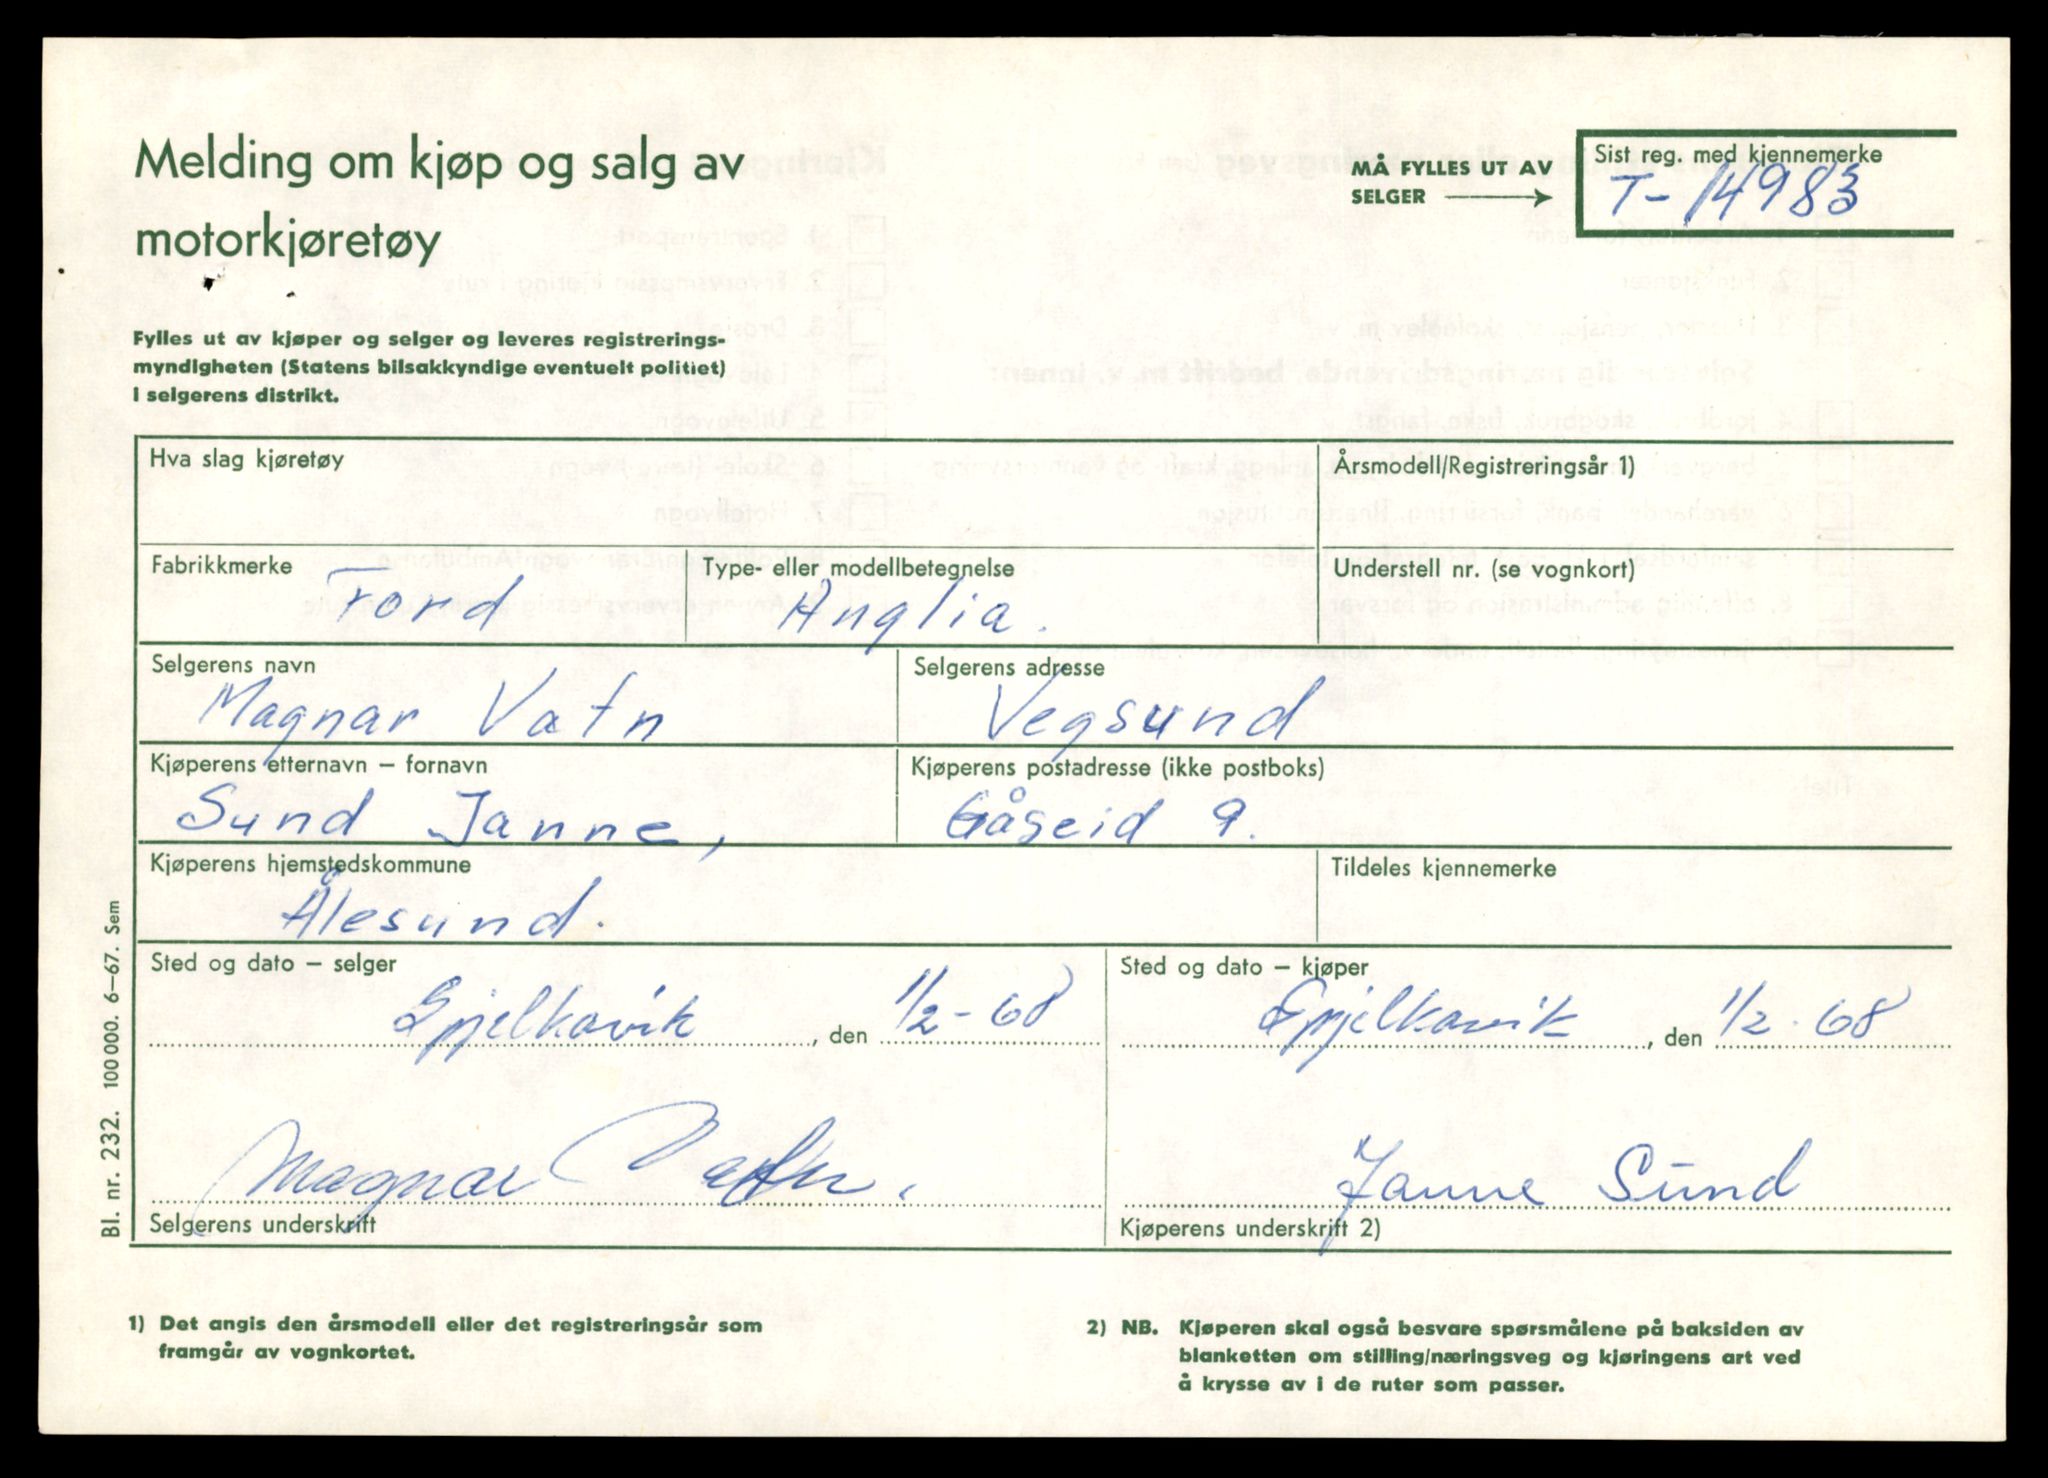 Melding om kjøp og salg av
motorkjøretøy
MÅ FYLLES UT AV
SELGER
Sist reg. med kjennemerke
T-14983
Fylles ut av kjøper og selger og leveres registrerings-
myndigheten (Statens bilsakkyndige eventuelt politiet)
i selgerens distrikt.
Hva slag kjøretøy
Årsmodell/Registreringsår 1)
Fabrikkmerke
Ford
Type- eller modellbetegnelse
Anglia.
Understell nr. (se vognkort)
Selgerens navn
Magnar Vatn
Selgerens adresse
Vegsund
Kjøperens etternavn – fornavn
Sund Janne,
Kjøperens postadresse (ikke postboks)
Gåseid 9.
Kjøperens hjemstedskommune
Ålesund.
Tildeles kjennemerke
Sted og dato – selger
Spjelkavik, den 1/2-68
Sted og dato – kjøper
Spjelkavik, den 1/2-68
Magnar Vatn.
Selgerens underskrift
Janne Sund
Kjøperens underskrift 2)
Bl. nr. 232. 100 000. 6–67. Sem
1) Det angis den årsmodell eller det registreringsår som
framgår av vognkortet.
2) NB. Kjøperen skal også besvare spørsmålene på baksiden av
blanketten om stilling/næringsveg og kjøringens art ved
å krysse av i de ruter som passer.